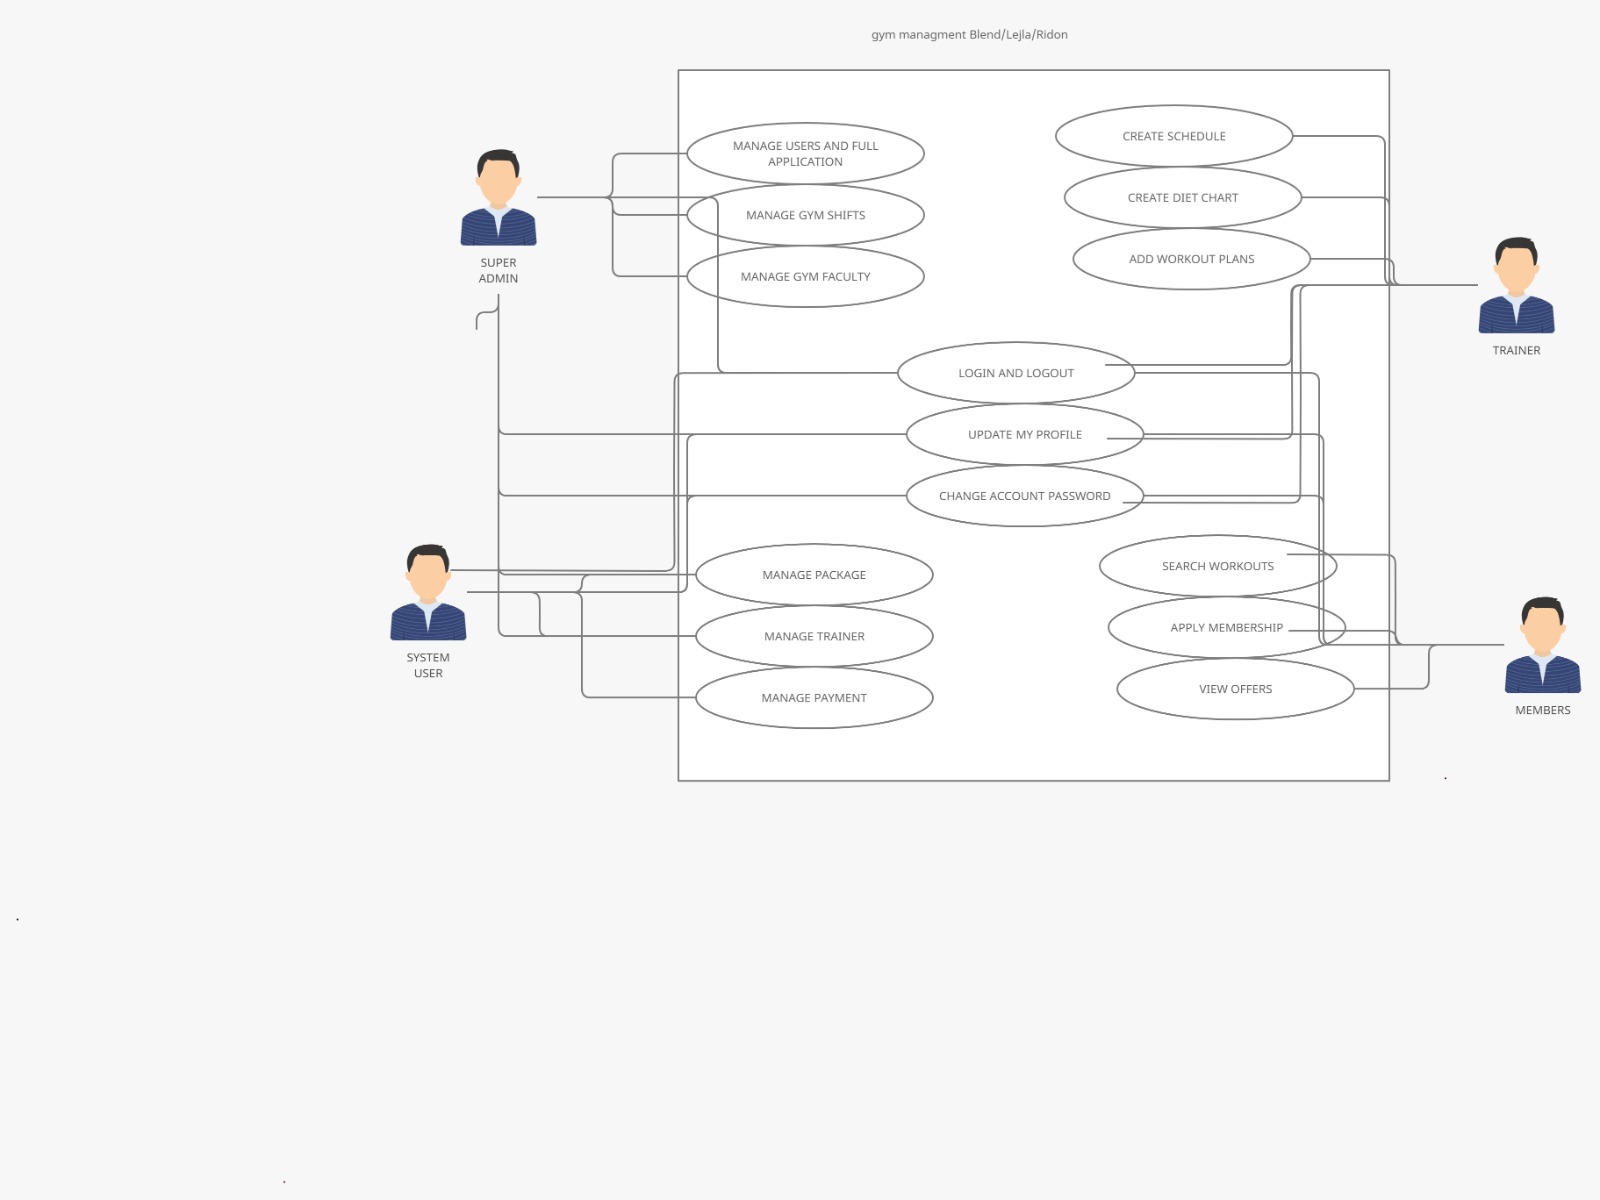 gym managment Blend/Lejla/Ridon
MANAGE USERS AND FULL
APPLICATION
MANAGE GYM SHIFTS
MANAGE GYM FACULTY
CREATE SCHEDULE
CREATE DIET CHART
ADD WORKOUT PLANS
SUPER
ADMIN
TRAINER
LOGIN AND LOGOUT
UPDATE MY PROFILE
CHANGE ACCOUNT PASSWORD
MANAGE PACKAGE
MANAGE TRAINER
MANAGE PAYMENT
SEARCH WORKOUTS
APPLY MEMBERSHIP
VIEW OFFERS
SYSTEM
USER
MEMBERS